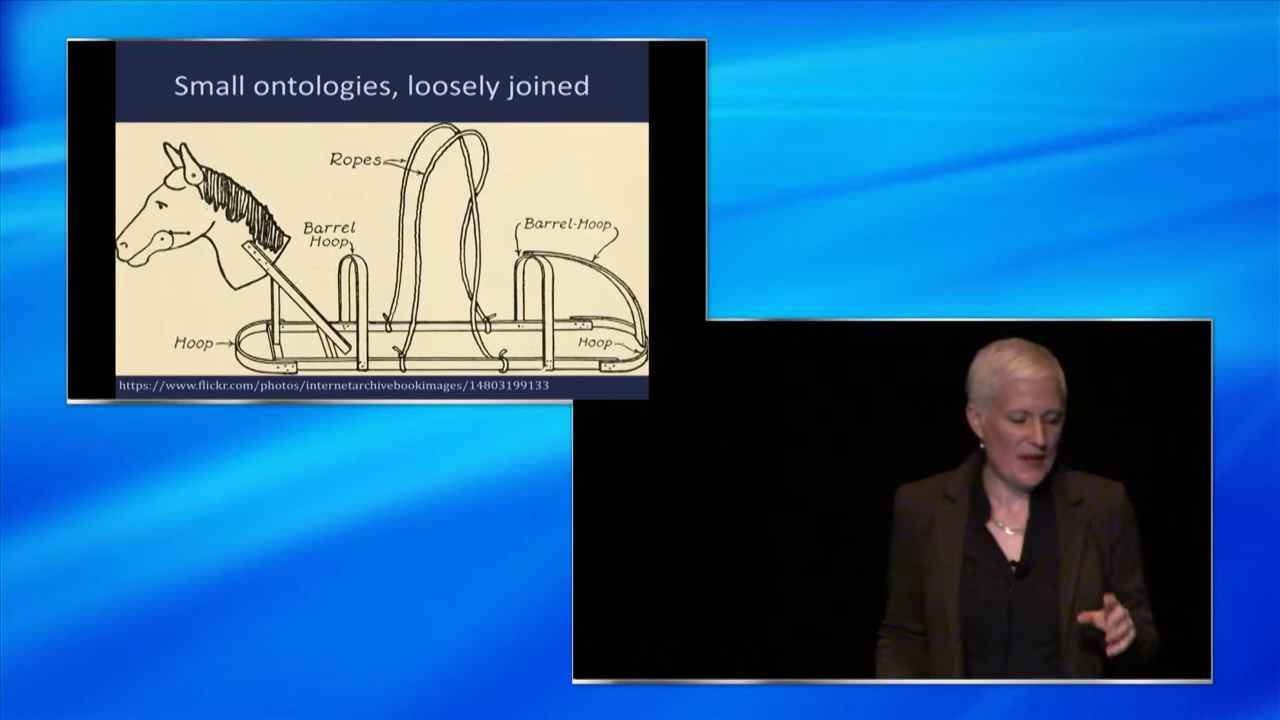 Small ontologies, loosely joined
Ropes
Barrel
Hoop
Barrel-Hoop
Hoop
Hoop
https://www.flickr.com/photos/internetarchivebookimages/14803199133